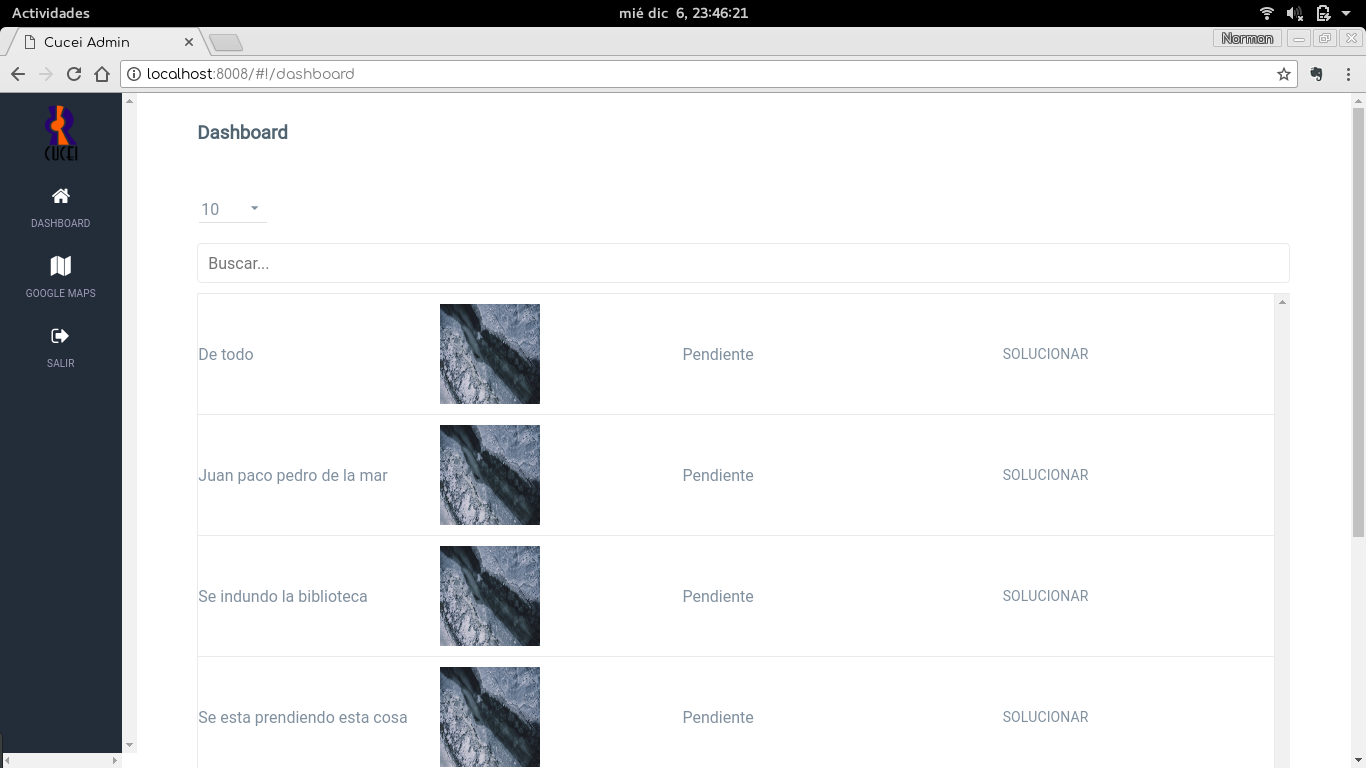 Actividades
mié dic 6, 23:46:21
Cucei Admin
Norman
localhost:8008/#!/dashboard
CUCEI
DASHBOARD
GOOGLE MAPS
SALIR
Dashboard
10
Buscar...
De todo Pendiente SOLUCIONAR
Juan paco pedro de la mar Pendiente SOLUCIONAR
Se indundo la biblioteca Pendiente SOLUCIONAR
Se esta prendiendo esta cosa Pendiente SOLUCIONAR